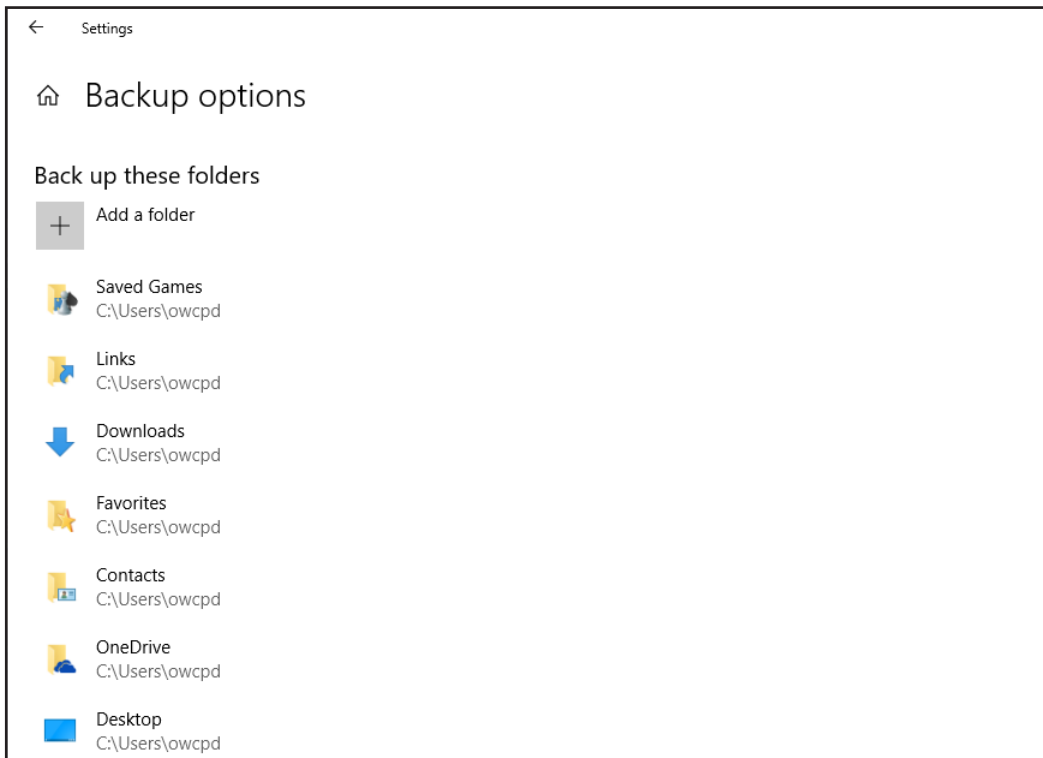 Settings
Backup options
Back up these folders
Add a folder
Saved Games
C:\Users\owcpd
Links
C:\Users\owcpd
Downloads
C:\Users\owcpd
Favorites
C:\Users\owcpd
Contacts
C:\Users\owcpd
OneDrive
C:\Users\owcpd
Desktop
C:\Users\owcpd